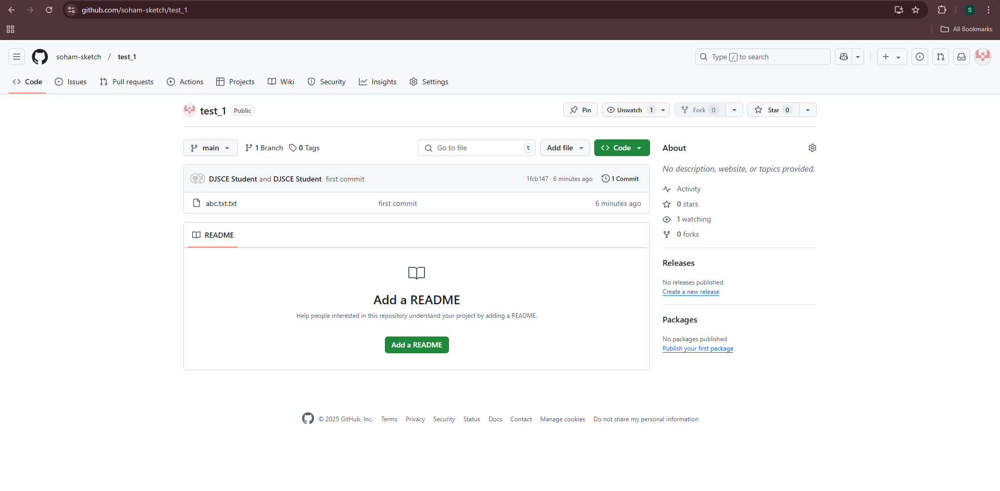 github.com/soham-sketch/test_1
All Bookmarks
soham-sketch / test_1
Type / to search
Code Issues Pull requests Actions Projects Wiki Security Insights Settings
test_1 Public
Pin Unwatch 1 Fork 0 Star 0
main 1 Branch 0 Tags Go to file t Add file Code
DJSCE Student and DJSCE Student first commit 1fcb147 · 6 minutes ago 1 Commit
abc.txt.txt first commit 6 minutes ago
README
Add a README
Help people interested in this repository understand your project by adding a README.
Add a README
About
No description, website, or topics provided.
Activity
0 stars
1 watching
0 forks
Releases
No releases published
Create a new release
Packages
No packages published
Publish your first package
© 2025 GitHub, Inc. Terms Privacy Security Status Docs Contact Manage cookies Do not share my personal information
S